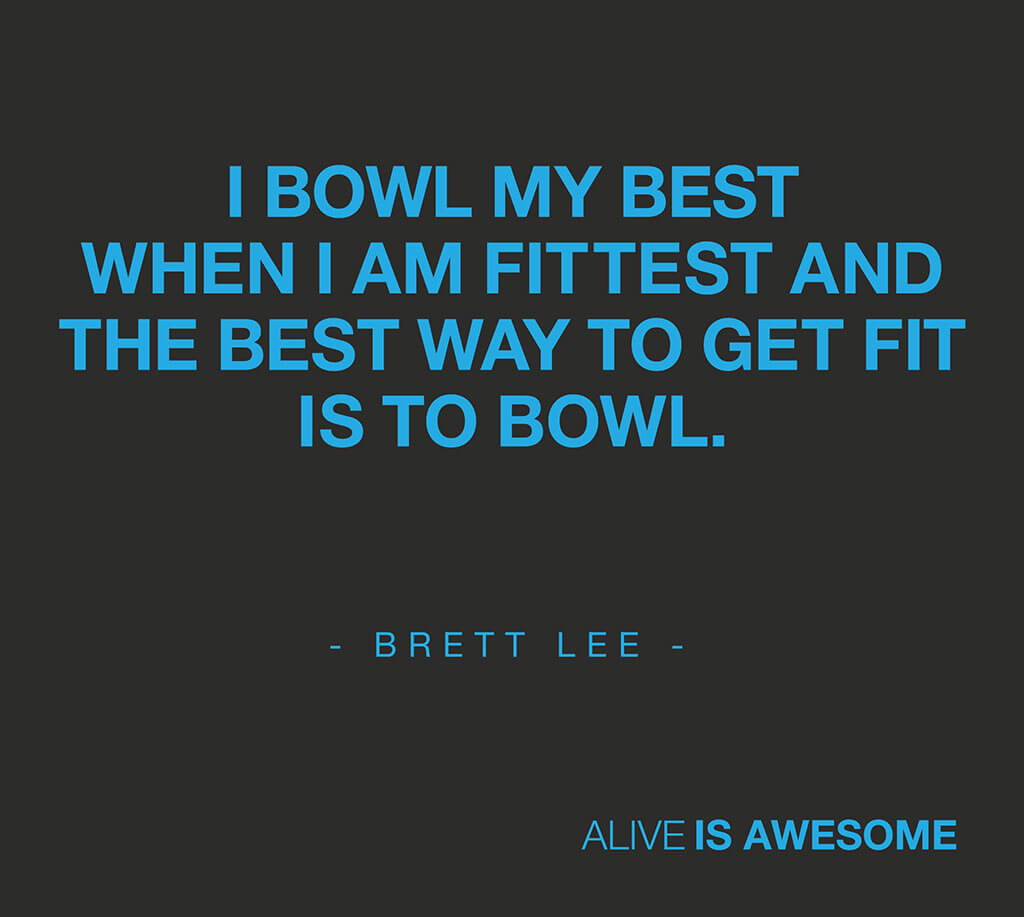 I BOWL MY BEST
WHEN I AM FITTEST AND
THE BEST WAY TO GET FIT
IS TO BOWL.
- BRETT LEE -
ALIVE IS AWESOME